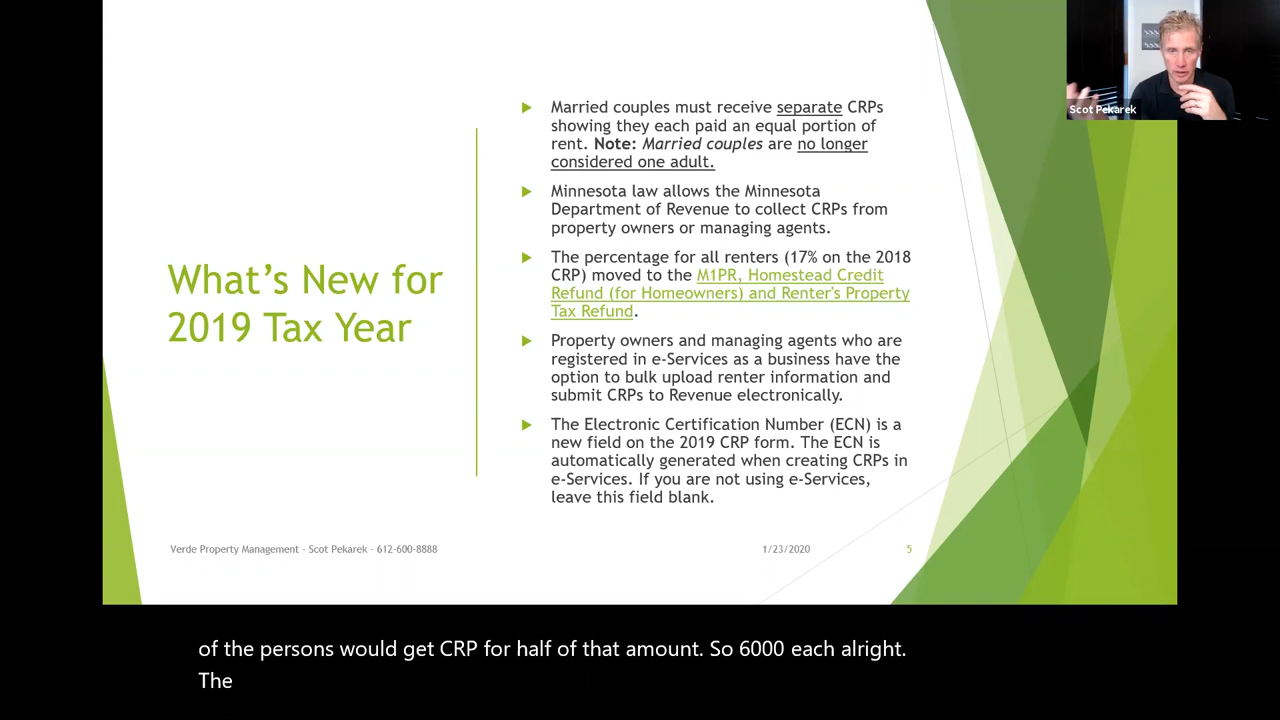 Scot Pekarek
What's New for
2019 Tax Year
Married couples must receive separate CRPs
showing they each paid an equal portion of
rent. Note: Married couples are no longer
considered one adult.
Minnesota law allows the Minnesota
Department of Revenue to collect CRPs from
property owners or managing agents.
The percentage for all renters (17% on the 2018
CRP) moved to the M1PR, Homestead Credit
Refund (for Homeowners) and Renter's Property
Tax Refund.
Property owners and managing agents who are
registered in e-Services as a business have the
option to bulk upload renter information and
submit CRPs to Revenue electronically.
The Electronic Certification Number (ECN) is a
new field on the 2019 CRP form. The ECN is
automatically generated when creating CRPs in
e-Services. If you are not using e-Services,
leave this field blank.
Verde Property Management - Scot Pekarek - 612-600-8888
1/23/2020
5
of the persons would get CRP for half of that amount. So 6000 each alright.
The